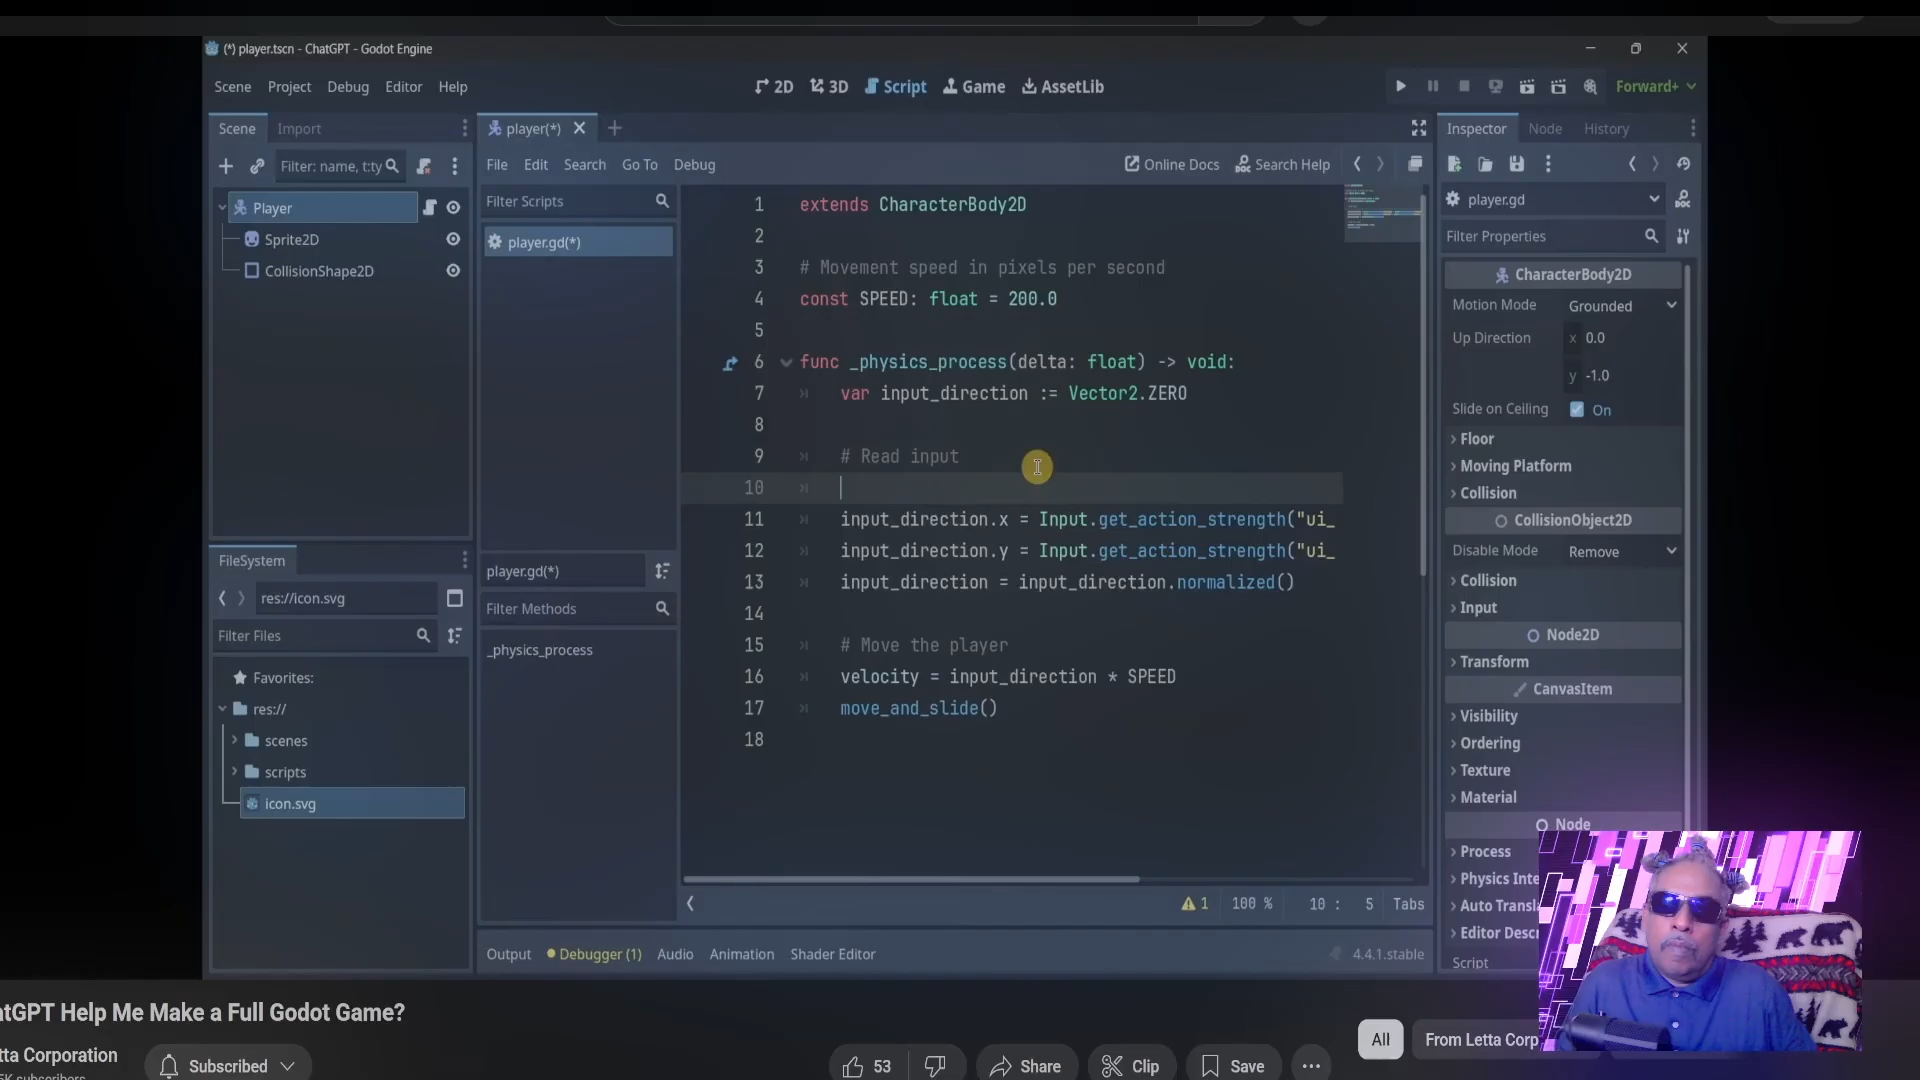 (*) player.tscn - ChatGPT - Godot Engine
Scene Project Debug Editor Help
2D 3D Script Game AssetLib
Forward+
Scene Import
Filter: name, t:ty
Player
Sprite2D
CollisionShape2D
FileSystem
res://icon.svg
Filter Files
Favorites:
res://
scenes
scripts
icon.svg
player(*)
File Edit Search Go To Debug
Online Docs Search Help
Filter Scripts
player.gd(*)
player.gd(*)
Filter Methods
_physics_process
1 extends CharacterBody2D
2
3 # Movement speed in pixels per second
4 const SPEED: float = 200.0
5
6 func _physics_process(delta: float) -> void:
7 var input_direction := Vector2.ZERO
8
9 # Read input
10
11 input_direction.x = Input.get_action_strength("ui_
12 input_direction.y = Input.get_action_strength("ui_
13 input_direction = input_direction.normalized()
14
15 # Move the player
16 velocity = input_direction * SPEED
17 move_and_slide()
18
1 100 % 10 : 5 Tabs
Output Debugger (1) Audio Animation Shader Editor
4.4.1.stable
Inspector Node History
player.gd
Filter Properties
CharacterBody2D
Motion Mode Grounded
Up Direction x 0.0
y -1.0
Slide on Ceiling On
Floor
Moving Platform
Collision
CollisionObject2D
Disable Mode Remove
Collision
Input
Node2D
Transform
CanvasItem
Visibility
Ordering
Texture
Material
Node
Process
Physics Inte
Auto Transl
Editor Descr
Script
atGPT Help Me Make a Full Godot Game?
tta Corporation
5K subscribers
Subscribed
53
Share
Clip
Save
All
From Letta Corp